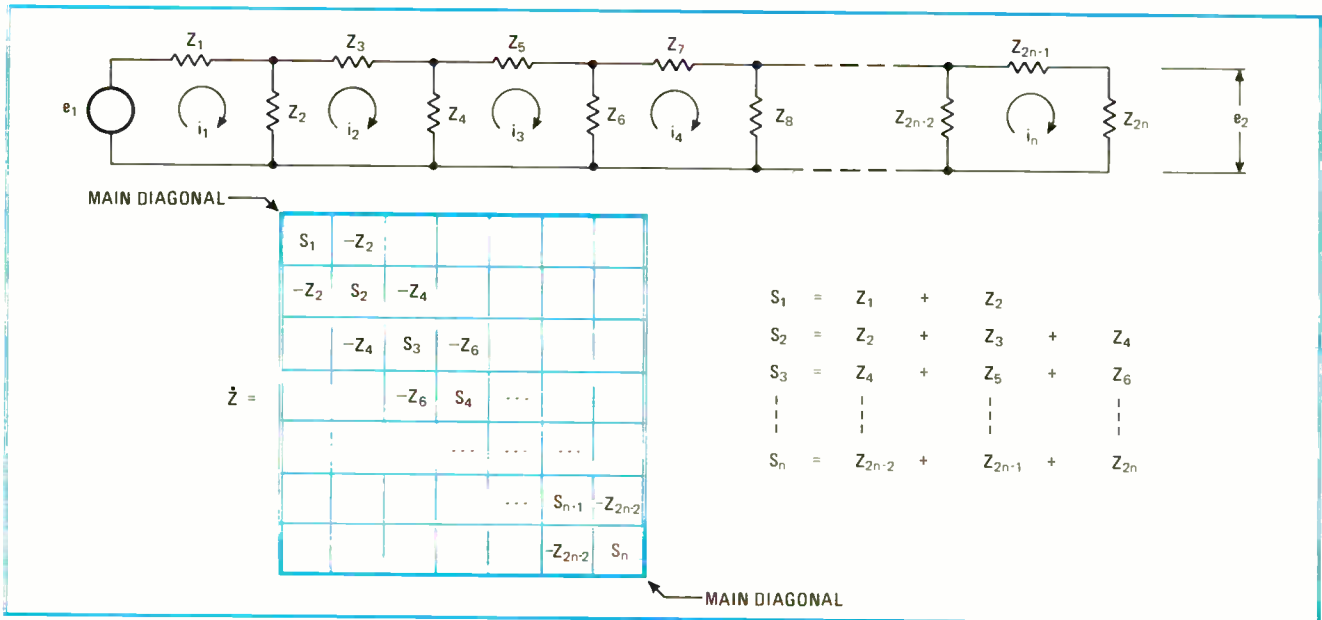 Z1 Z3 Z5 Z7 Z2n-1
e1 i1 Z2 i2 Z4 i3 Z6 i4 Z8 Z2n-2 in Z2n e2
MAIN DIAGONAL
S1 -Z2
-Z2 S2 -Z4
-Z4 S3 -Z6
Ż = -Z6 S4 ...
... ... ...
... Sn-1 -Z2n-2
-Z2n-2 Sn
S1 = Z1 + Z2
S2 = Z2 + Z3 + Z4
S3 = Z4 + Z5 + Z6
Sn = Z2n-2 + Z2n-1 + Z2n
MAIN DIAGONAL